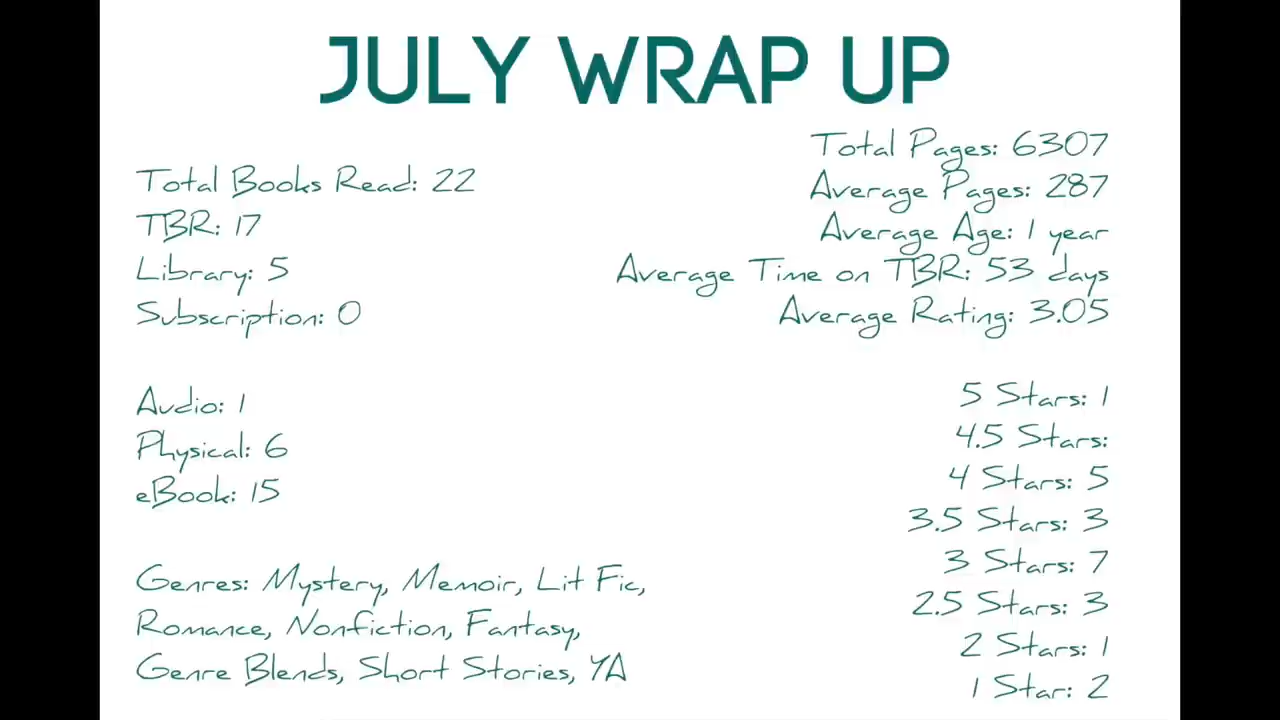 JULY WRAP UP
Total Books Read: 22
TBR: 17
Library: 5
Subscription: 0
Audio: 1
Physical: 6
eBook: 15
Genres: Mystery, Memoir, Lit Fic,
Romance, Nonfiction, Fantasy,
Genre Blends, Short Stories, YA
Total Pages: 6307
Average Pages: 287
Average Age: 1 year
Average Time on TBR: 53 days
Average Rating: 3.05
5 Stars: 1
4.5 Stars:
4 Stars: 5
3.5 Stars: 3
3 Stars: 7
2.5 Stars: 3
2 Stars: 1
1 Star: 2